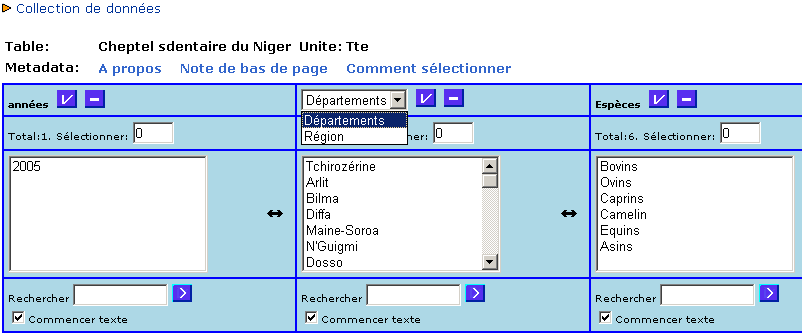 Collection de données
Table: Cheptel sdentaire du Niger Unite: Tte
Metadata: A propos Note de bas de page Comment sélectionner
années Départements Espèces
Départements
Région
Total:1. Sélectionner: 0 ner: 0 Total:6. Sélectionner: 0
2005 Tchirozérine Bovins
Arlit Ovins
Bilma Caprins
Diffa Camelin
Maine-Soroa Equins
N'Guigmi Asins
Dosso
Rechercher Rechercher Rechercher
Commencer texte Commencer texte Commencer texte